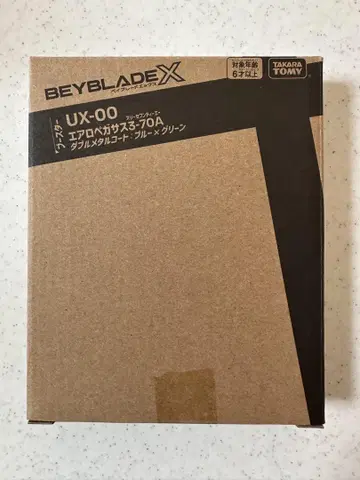 BEYBLADE X
ベイブレードエックス
対象年齢
6才以上
TAKARA
TOMY
ブースター
UX-00
スリーセブンティエー
エアロペガサス3-70A
ダブルメタルコート:ブルー×グリーン